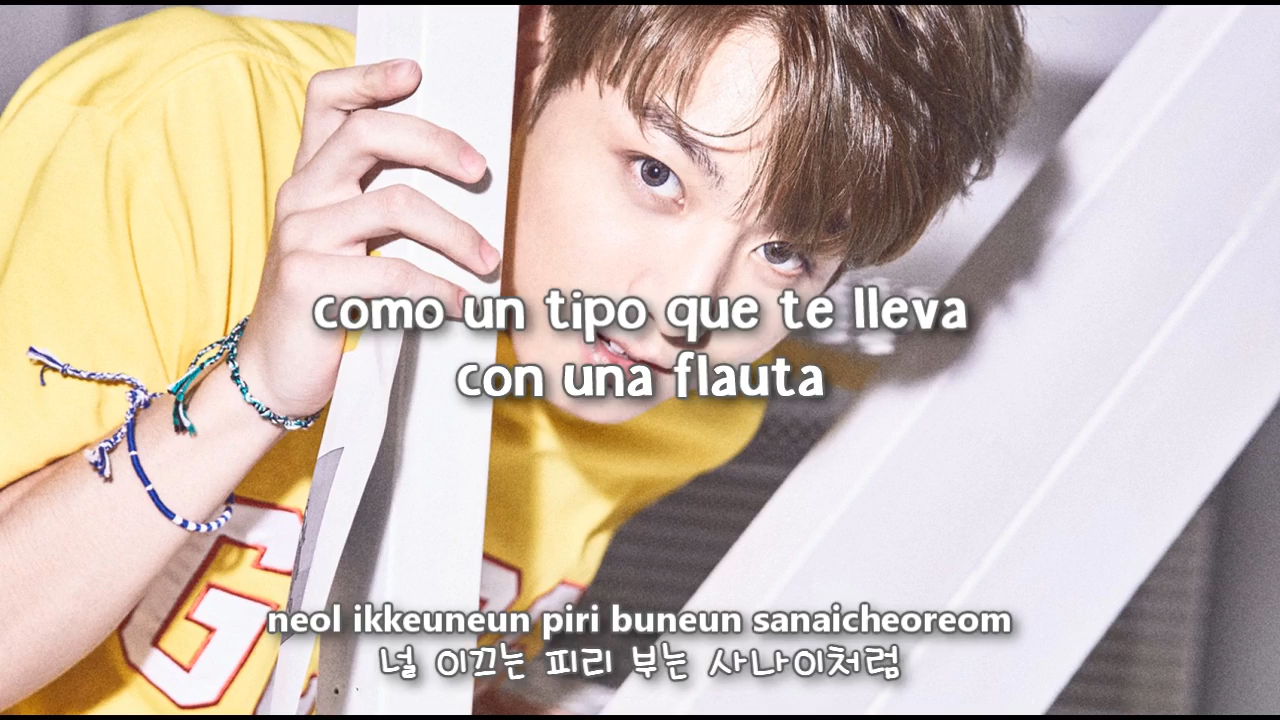 como un tipo que te lleva
con una flauta
G
neol ikkeuneun piri buneun sanaicheoreom
널 이끄는 피리 부는 사나이처럼